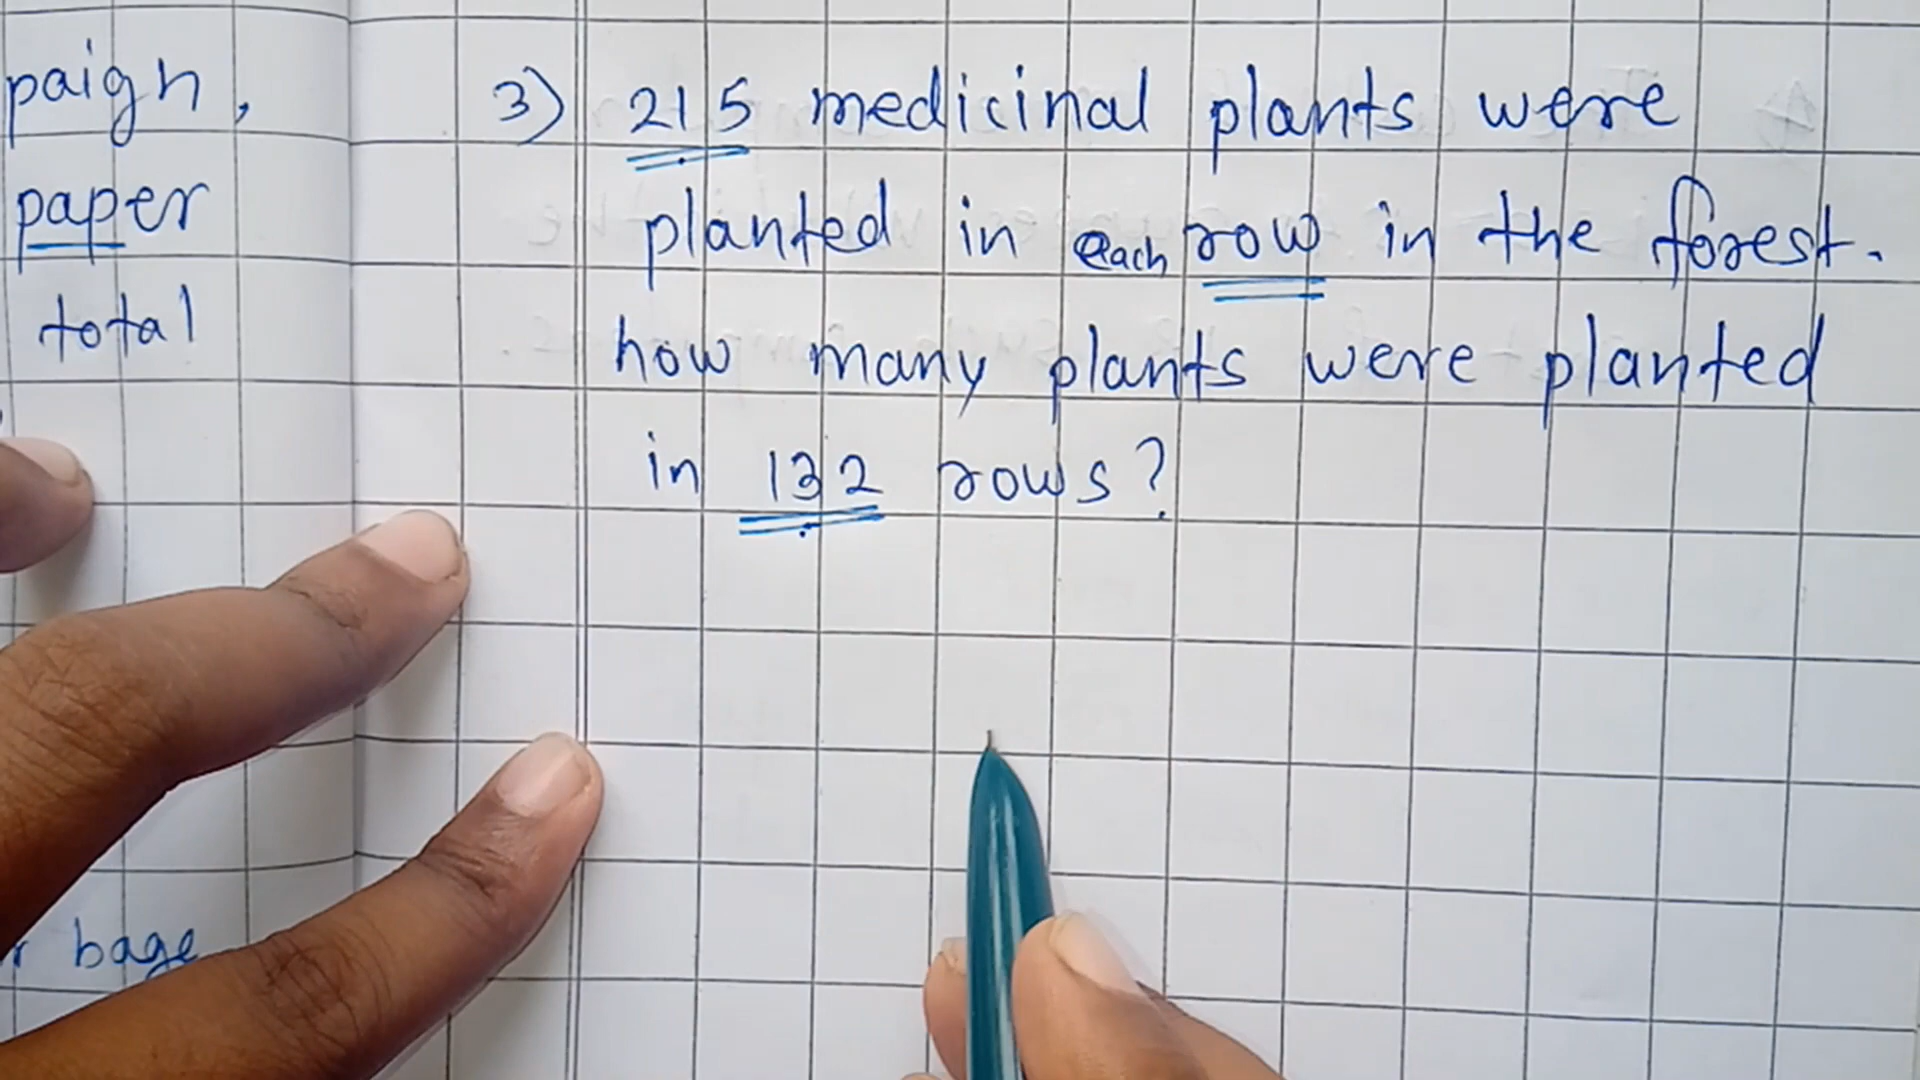 paign,
paper
total
bage
3) 215 medicinal plants were
planted in each row in the forest.
how many plants were planted
in 132 rows?